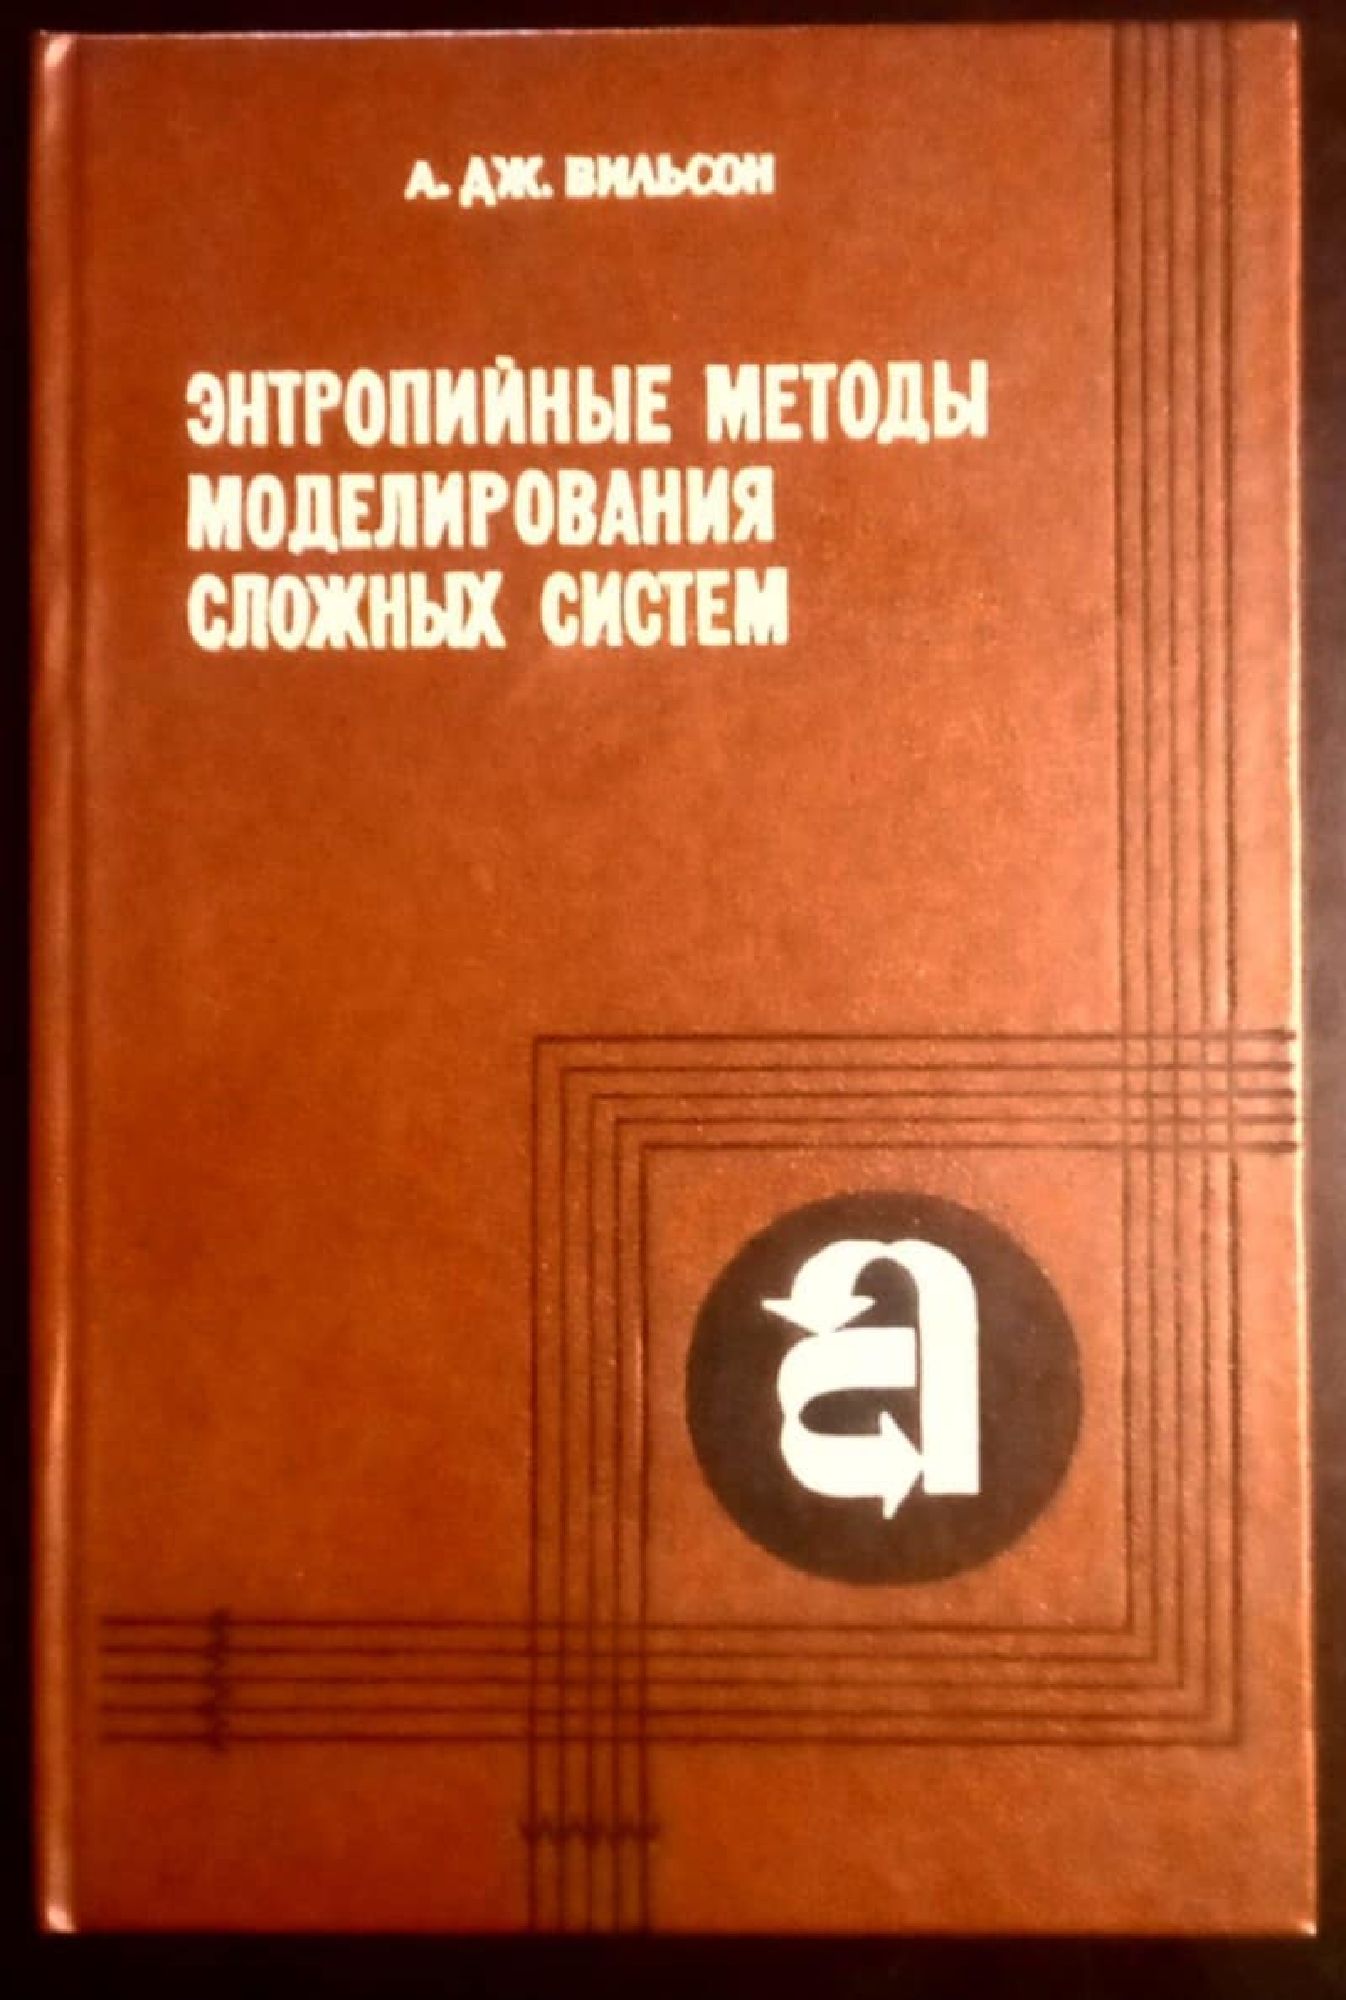 А. ДЖ. ВИЛЬСОН
ЭНТРОПИЙНЫЕ МЕТОДЫ
МОДЕЛИРОВАНИЯ
СЛОЖНЫХ СИСТЕМ
а